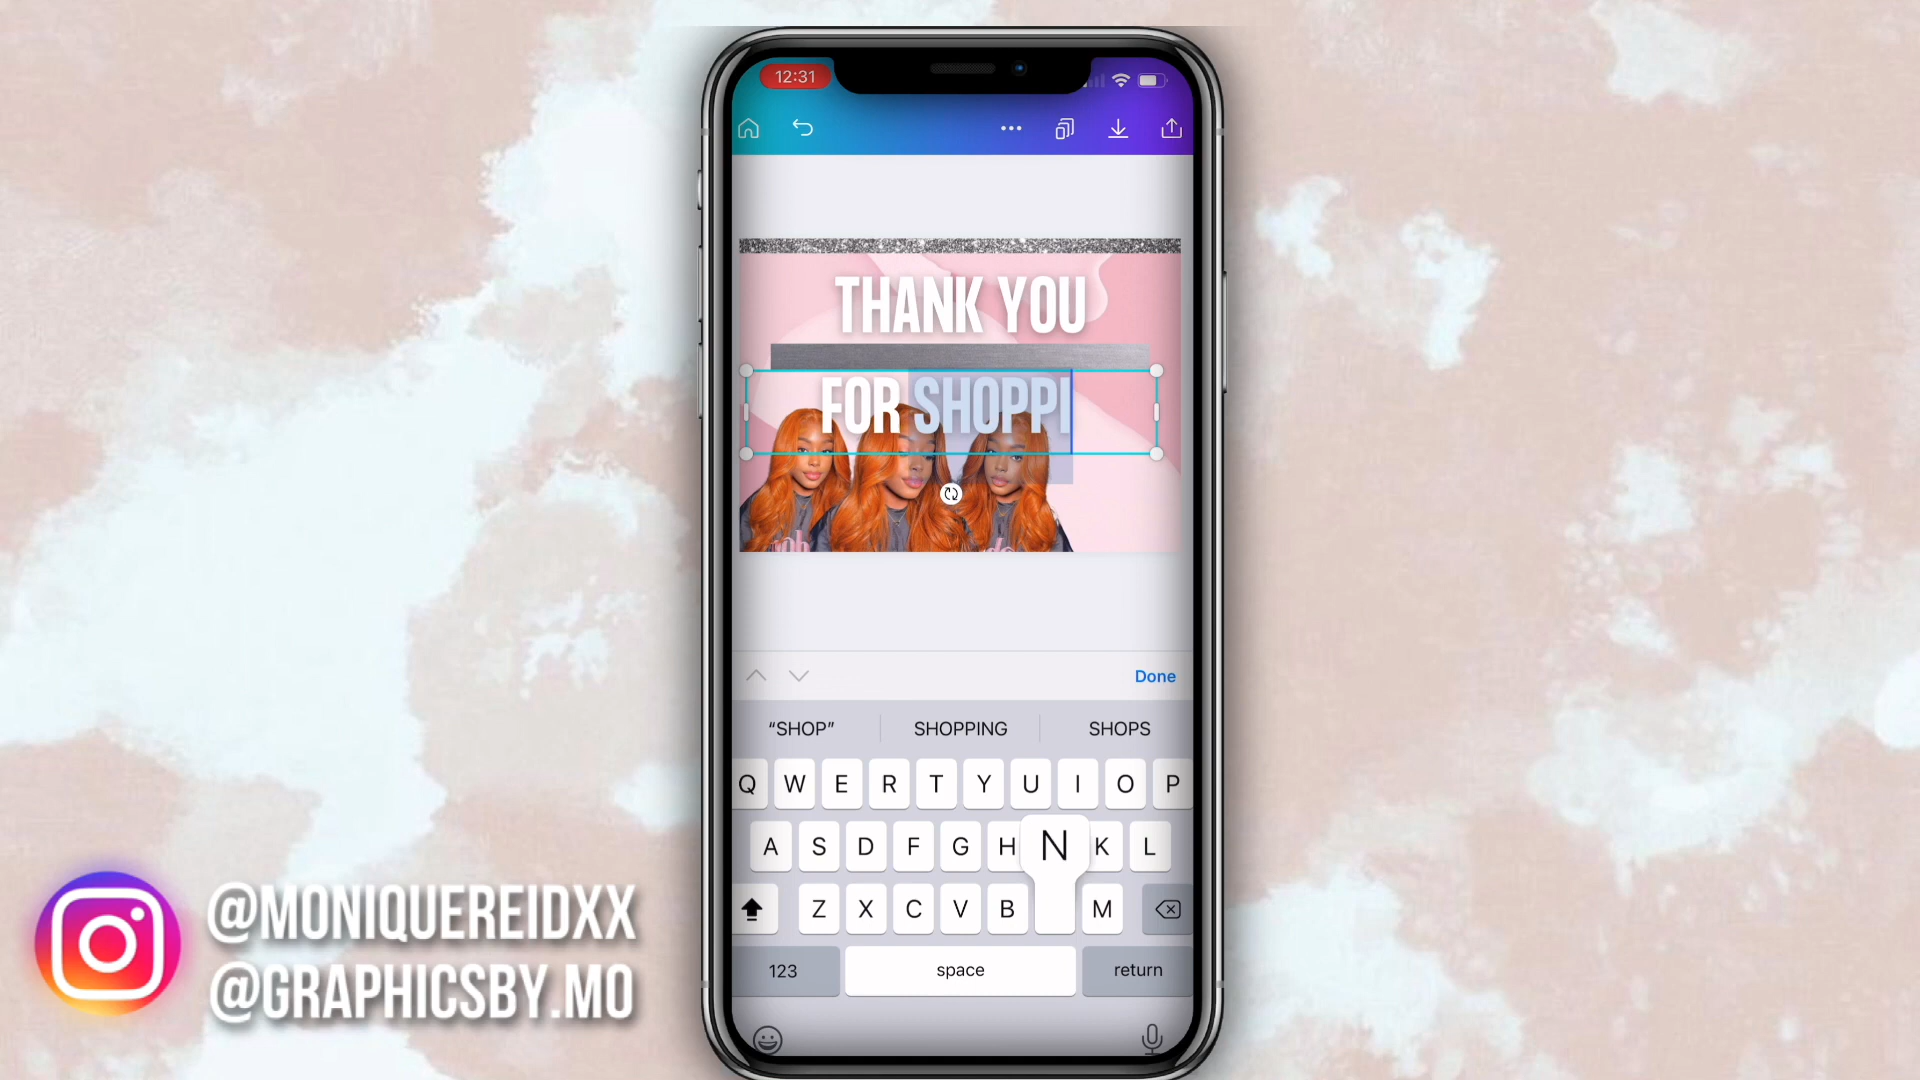 12:31
THANK YOU
FOR SHOPPI
Done
“SHOP” SHOPPING SHOPS
Q W E R T Y U I O P
A S D F G H N K L
Z X C V B M
123 space return
@MONIQUEREIDXX
@GRAPHICSBY.MO